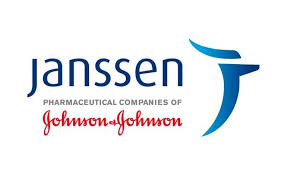 janssen
PHARMACEUTICAL COMPANIES OF
Johnson&Johnson